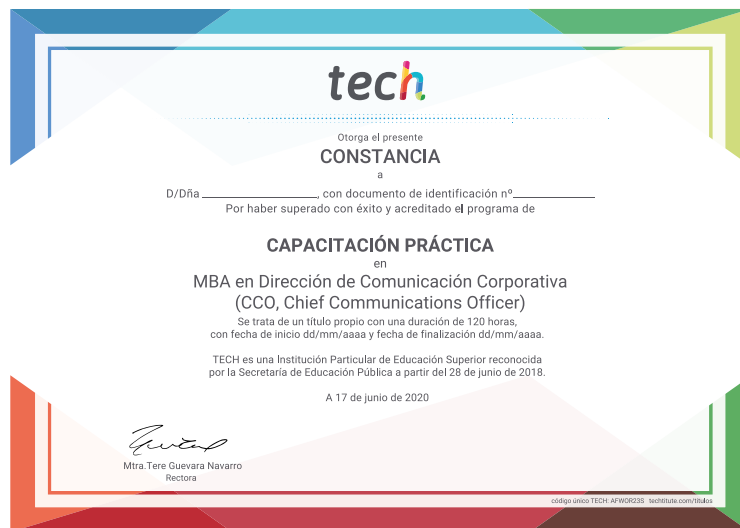 tech
Otorga el presente
CONSTANCIA
a
D/Dña ____________________, con documento de identificación nº______________
Por haber superado con éxito y acreditado el programa de
CAPACITACIÓN PRÁCTICA
en
MBA en Dirección de Comunicación Corporativa
(CCO, Chief Communications Officer)
Se trata de un título propio con una duración de 120 horas,
con fecha de inicio dd/mm/aaaa y fecha de finalización dd/mm/aaaa.
TECH es una Institución Particular de Educación Superior reconocida
por la Secretaría de Educación Pública a partir del 28 de junio de 2018.
A 17 de junio de 2020
Mtra.Tere Guevara Navarro
Rectora
código único TECH: AFWOR23S techtitute.com/titulos